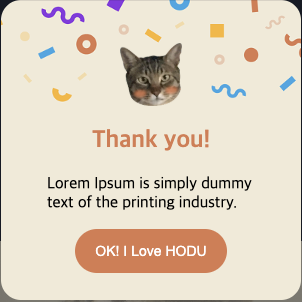 Thank you!
Lorem Ipsum is simply dummy
text of the printing industry.
OK! I Love HODU